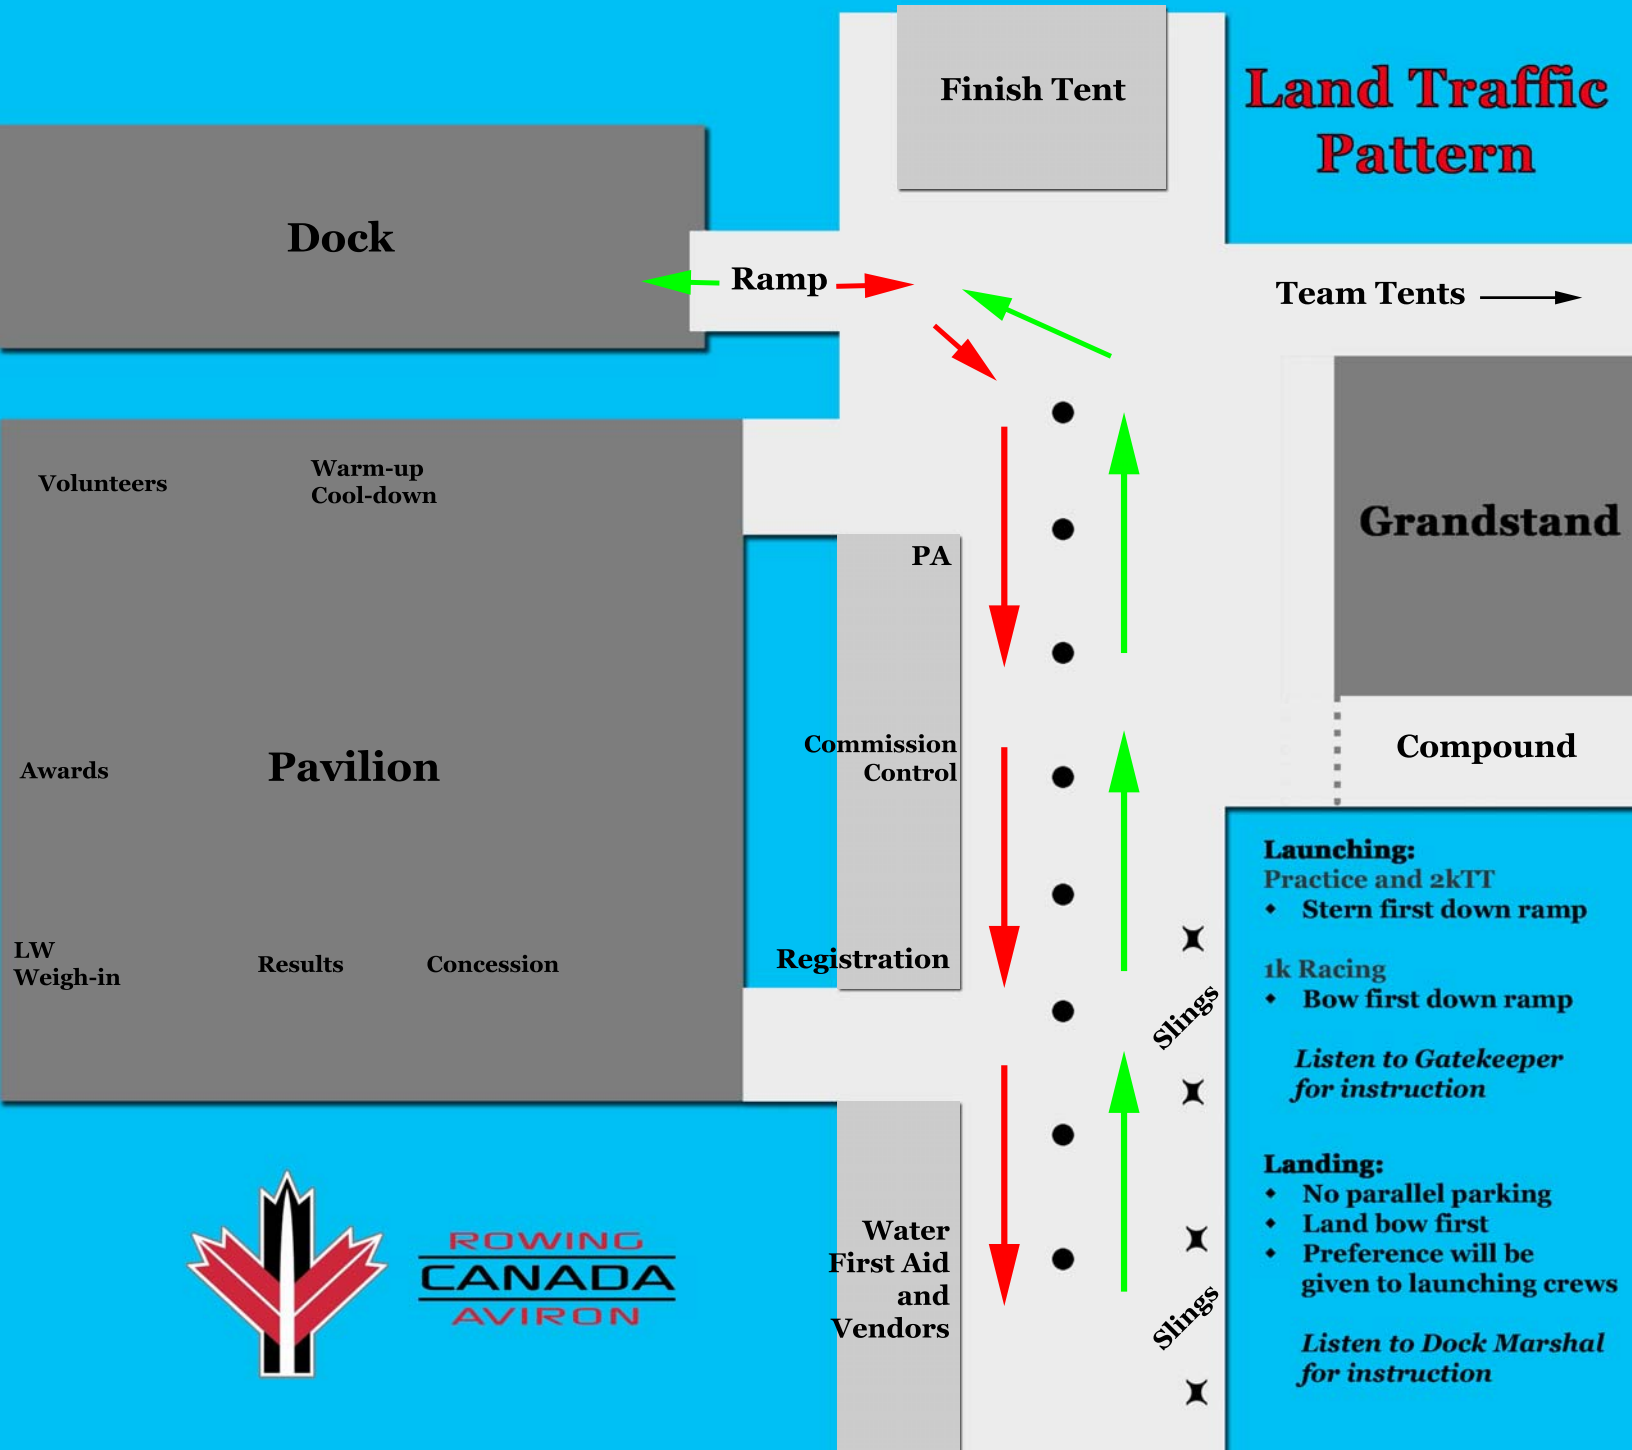 Finish Tent
Land Traffic
Pattern
Dock
Ramp
Team Tents
Volunteers
Warm-up
Cool-down
PA
Grandstand
Commission
Control
Compound
Awards
Pavilion
LW
Weigh-in
Results
Concession
Registration
Slings
Launching:
Practice and 2kTT
• Stern first down ramp
1k Racing
• Bow first down ramp
Listen to Gatekeeper
for instruction
Landing:
• No parallel parking
• Land bow first
• Preference will be
given to launching crews
Listen to Dock Marshal
for instruction
ROWING
CANADA
AVIRON
Water
First Aid
and
Vendors
Slings